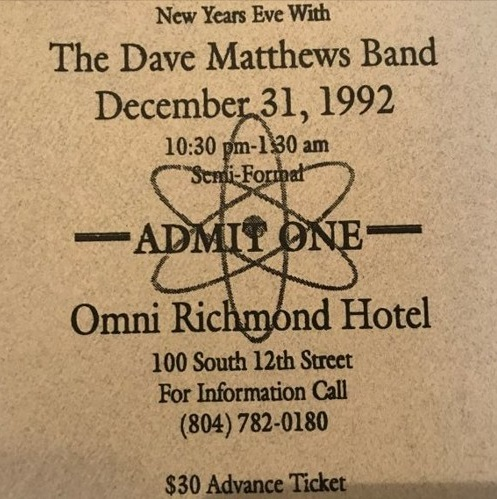 New Years Eve With
The Dave Matthews Band
December 31, 1992
10:30 pm-1:30 am
Semi-Formal
ADMIT ONE
Omni Richmond Hotel
100 South 12th Street
For Information Call
(804) 782-0180
$30 Advance Ticket